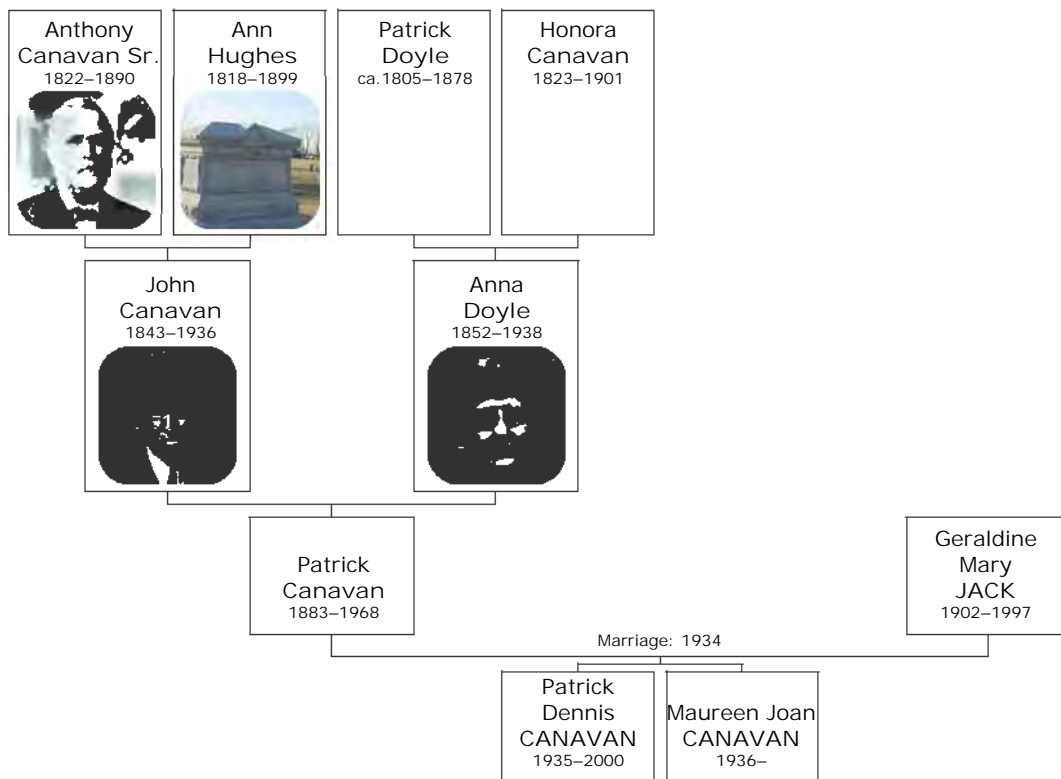 Anthony
Canavan Sr.
1822–1890
Ann
Hughes
1818–1899
Patrick
Doyle
ca.1805–1878
Honora
Canavan
1823–1901
John
Canavan
1843–1936
Anna
Doyle
1852–1938
Patrick
Canavan
1883–1968
Geraldine
Mary
JACK
1902–1997
Marriage: 1934
Patrick
Dennis
CANAVAN
1935–2000
Maureen Joan
CANAVAN
1936–